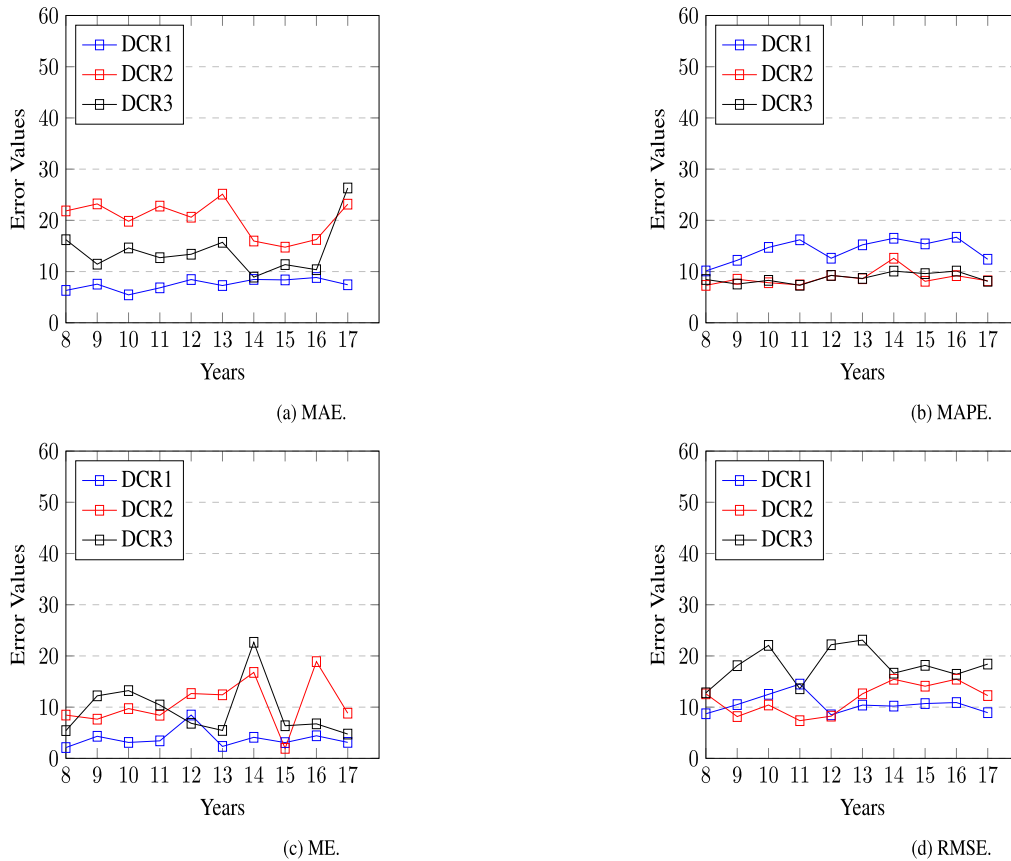 60
50
40
30
20
10
0
Error Values
DCR1
DCR2
DCR3
8 9 10 11 12 13 14 15 16 17
Years
(a) MAE.
60
50
40
30
20
10
0
Error Values
DCR1
DCR2
DCR3
8 9 10 11 12 13 14 15 16 17
Years
(b) MAPE.
60
50
40
30
20
10
0
Error Values
DCR1
DCR2
DCR3
8 9 10 11 12 13 14 15 16 17
Years
(c) ME.
60
50
40
30
20
10
0
Error Values
DCR1
DCR2
DCR3
8 9 10 11 12 13 14 15 16 17
Years
(d) RMSE.